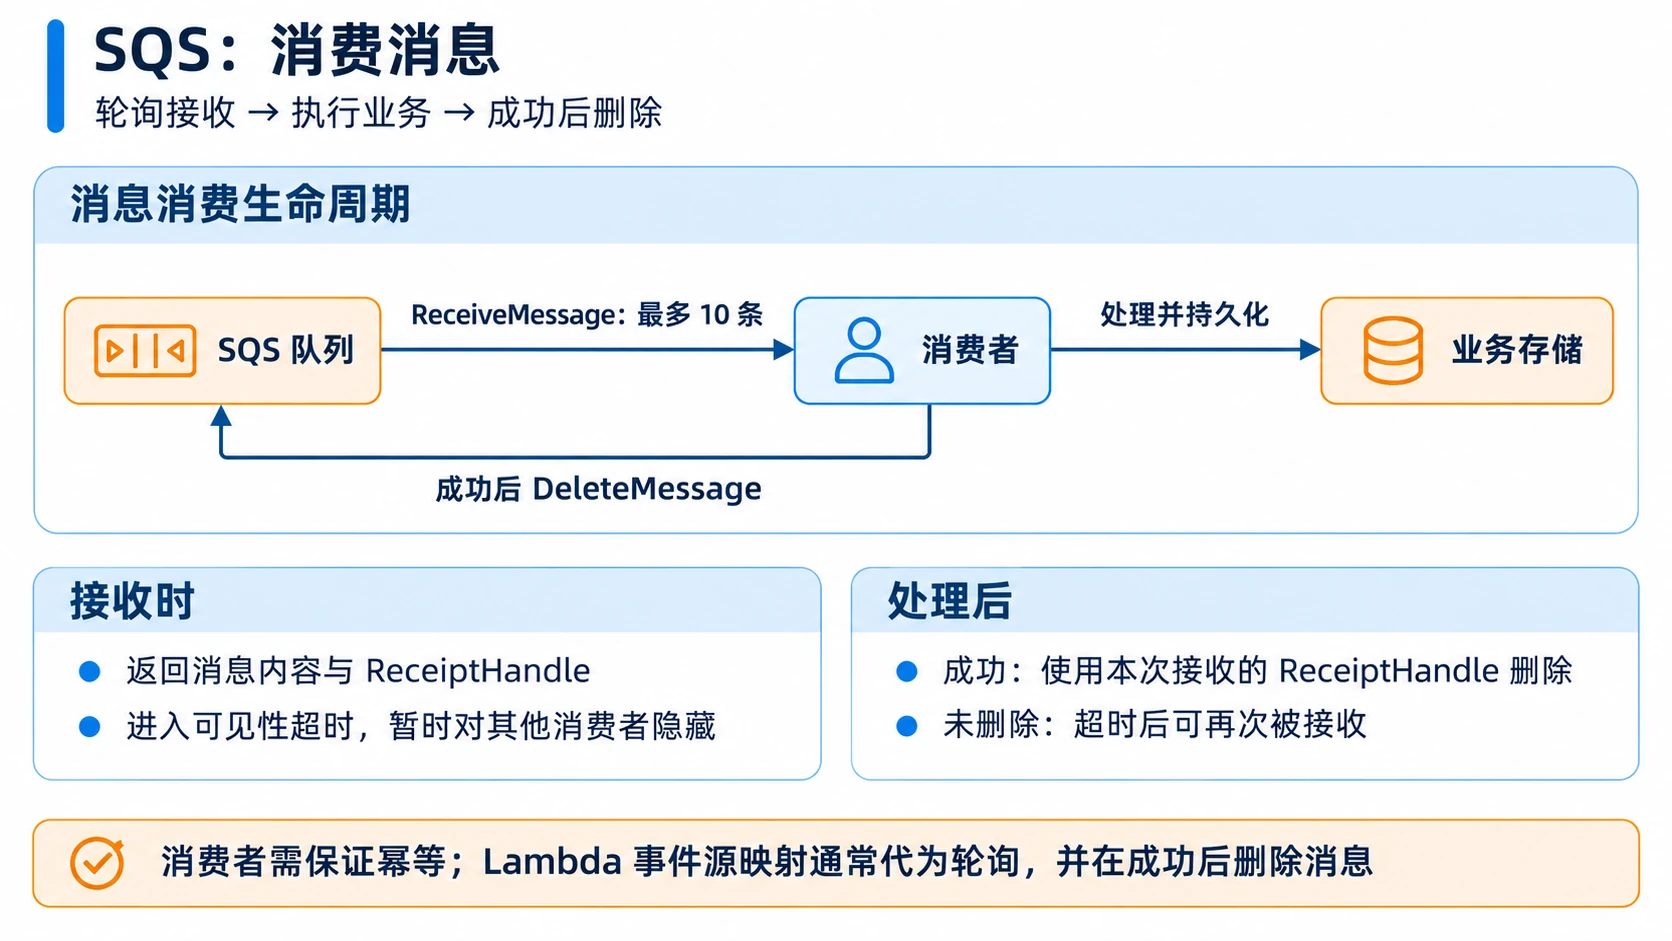 SQS：消费消息
轮询接收 → 执行业务 → 成功后删除
消息消费生命周期
SQS 队列
ReceiveMessage：最多 10 条
消费者
处理并持久化
业务存储
成功后 DeleteMessage
接收时
返回消息内容与 ReceiptHandle
进入可见性超时，暂时对其他消费者隐藏
处理后
成功：使用本次接收的 ReceiptHandle 删除
未删除：超时后可再次被接收
消费者需保证幂等；Lambda 事件源映射通常代为轮询，并在成功后删除消息